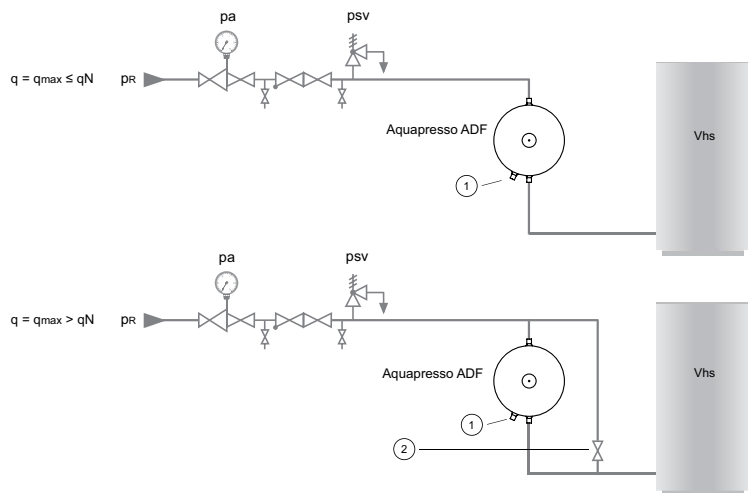 pa
psv
q = qmax ≤ qN
pR
Aquapresso ADF
Vhs
1
pa
psv
q = qmax > qN
pR
Aquapresso ADF
Vhs
1
2